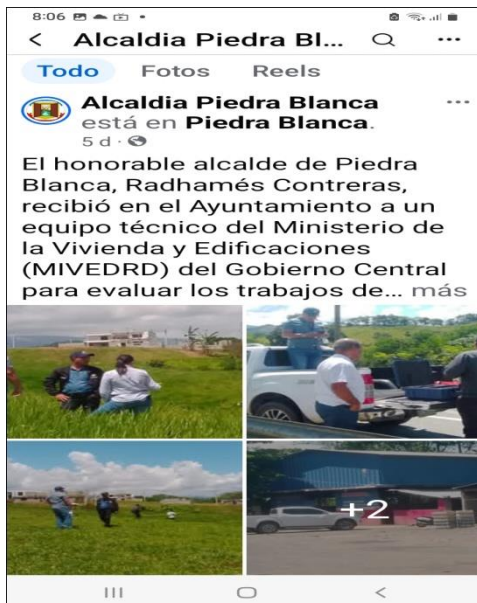 8:06
Alcaldia Piedra Bl...
Todo Fotos Reels
Alcaldia Piedra Blanca
está en Piedra Blanca.
5 d
El honorable alcalde de Piedra
Blanca, Radhamés Contreras,
recibió en el Ayuntamiento a un
equipo técnico del Ministerio de
la Vivienda y Edificaciones
(MIVEDRD) del Gobierno Central
para evaluar los trabajos de... más
+2